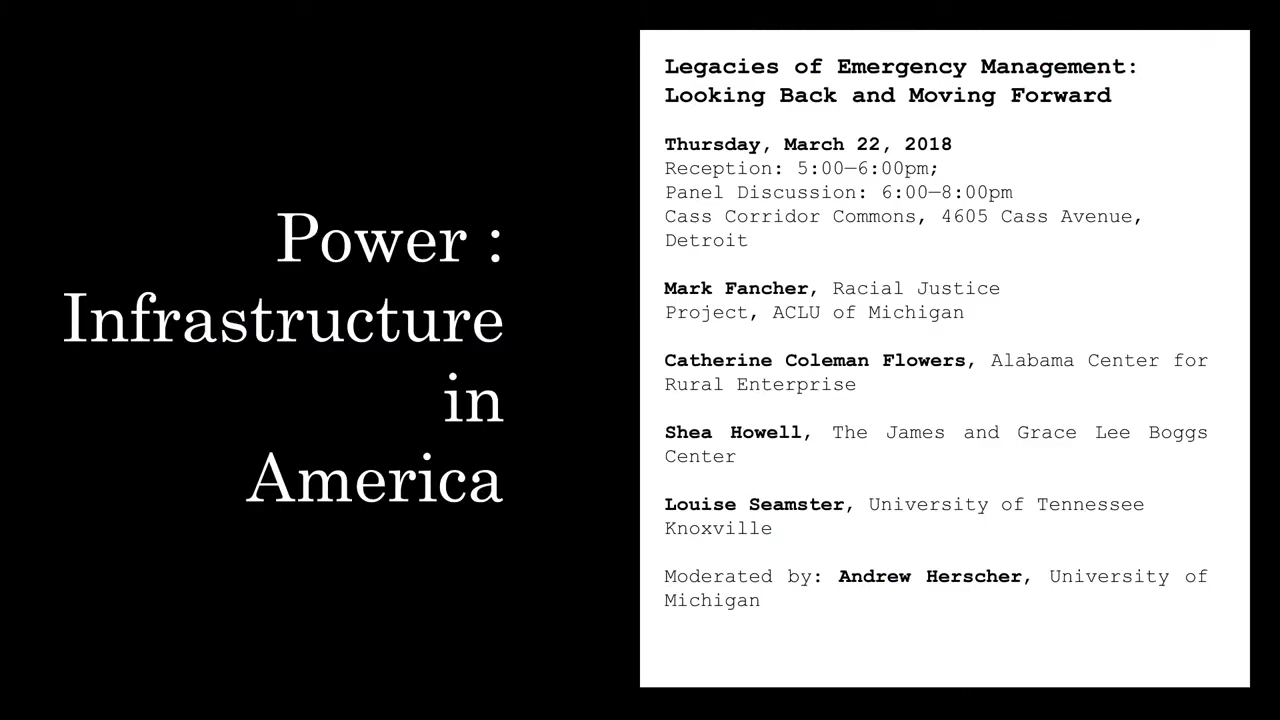 Power :
Infrastructure
in
America
Legacies of Emergency Management:
Looking Back and Moving Forward
Thursday, March 22, 2018
Reception: 5:00—6:00pm;
Panel Discussion: 6:00—8:00pm
Cass Corridor Commons, 4605 Cass Avenue,
Detroit
Mark Fancher, Racial Justice
Project, ACLU of Michigan
Catherine Coleman Flowers, Alabama Center for
Rural Enterprise
Shea Howell, The James and Grace Lee Boggs
Center
Louise Seamster, University of Tennessee
Knoxville
Moderated by: Andrew Herscher, University of
Michigan